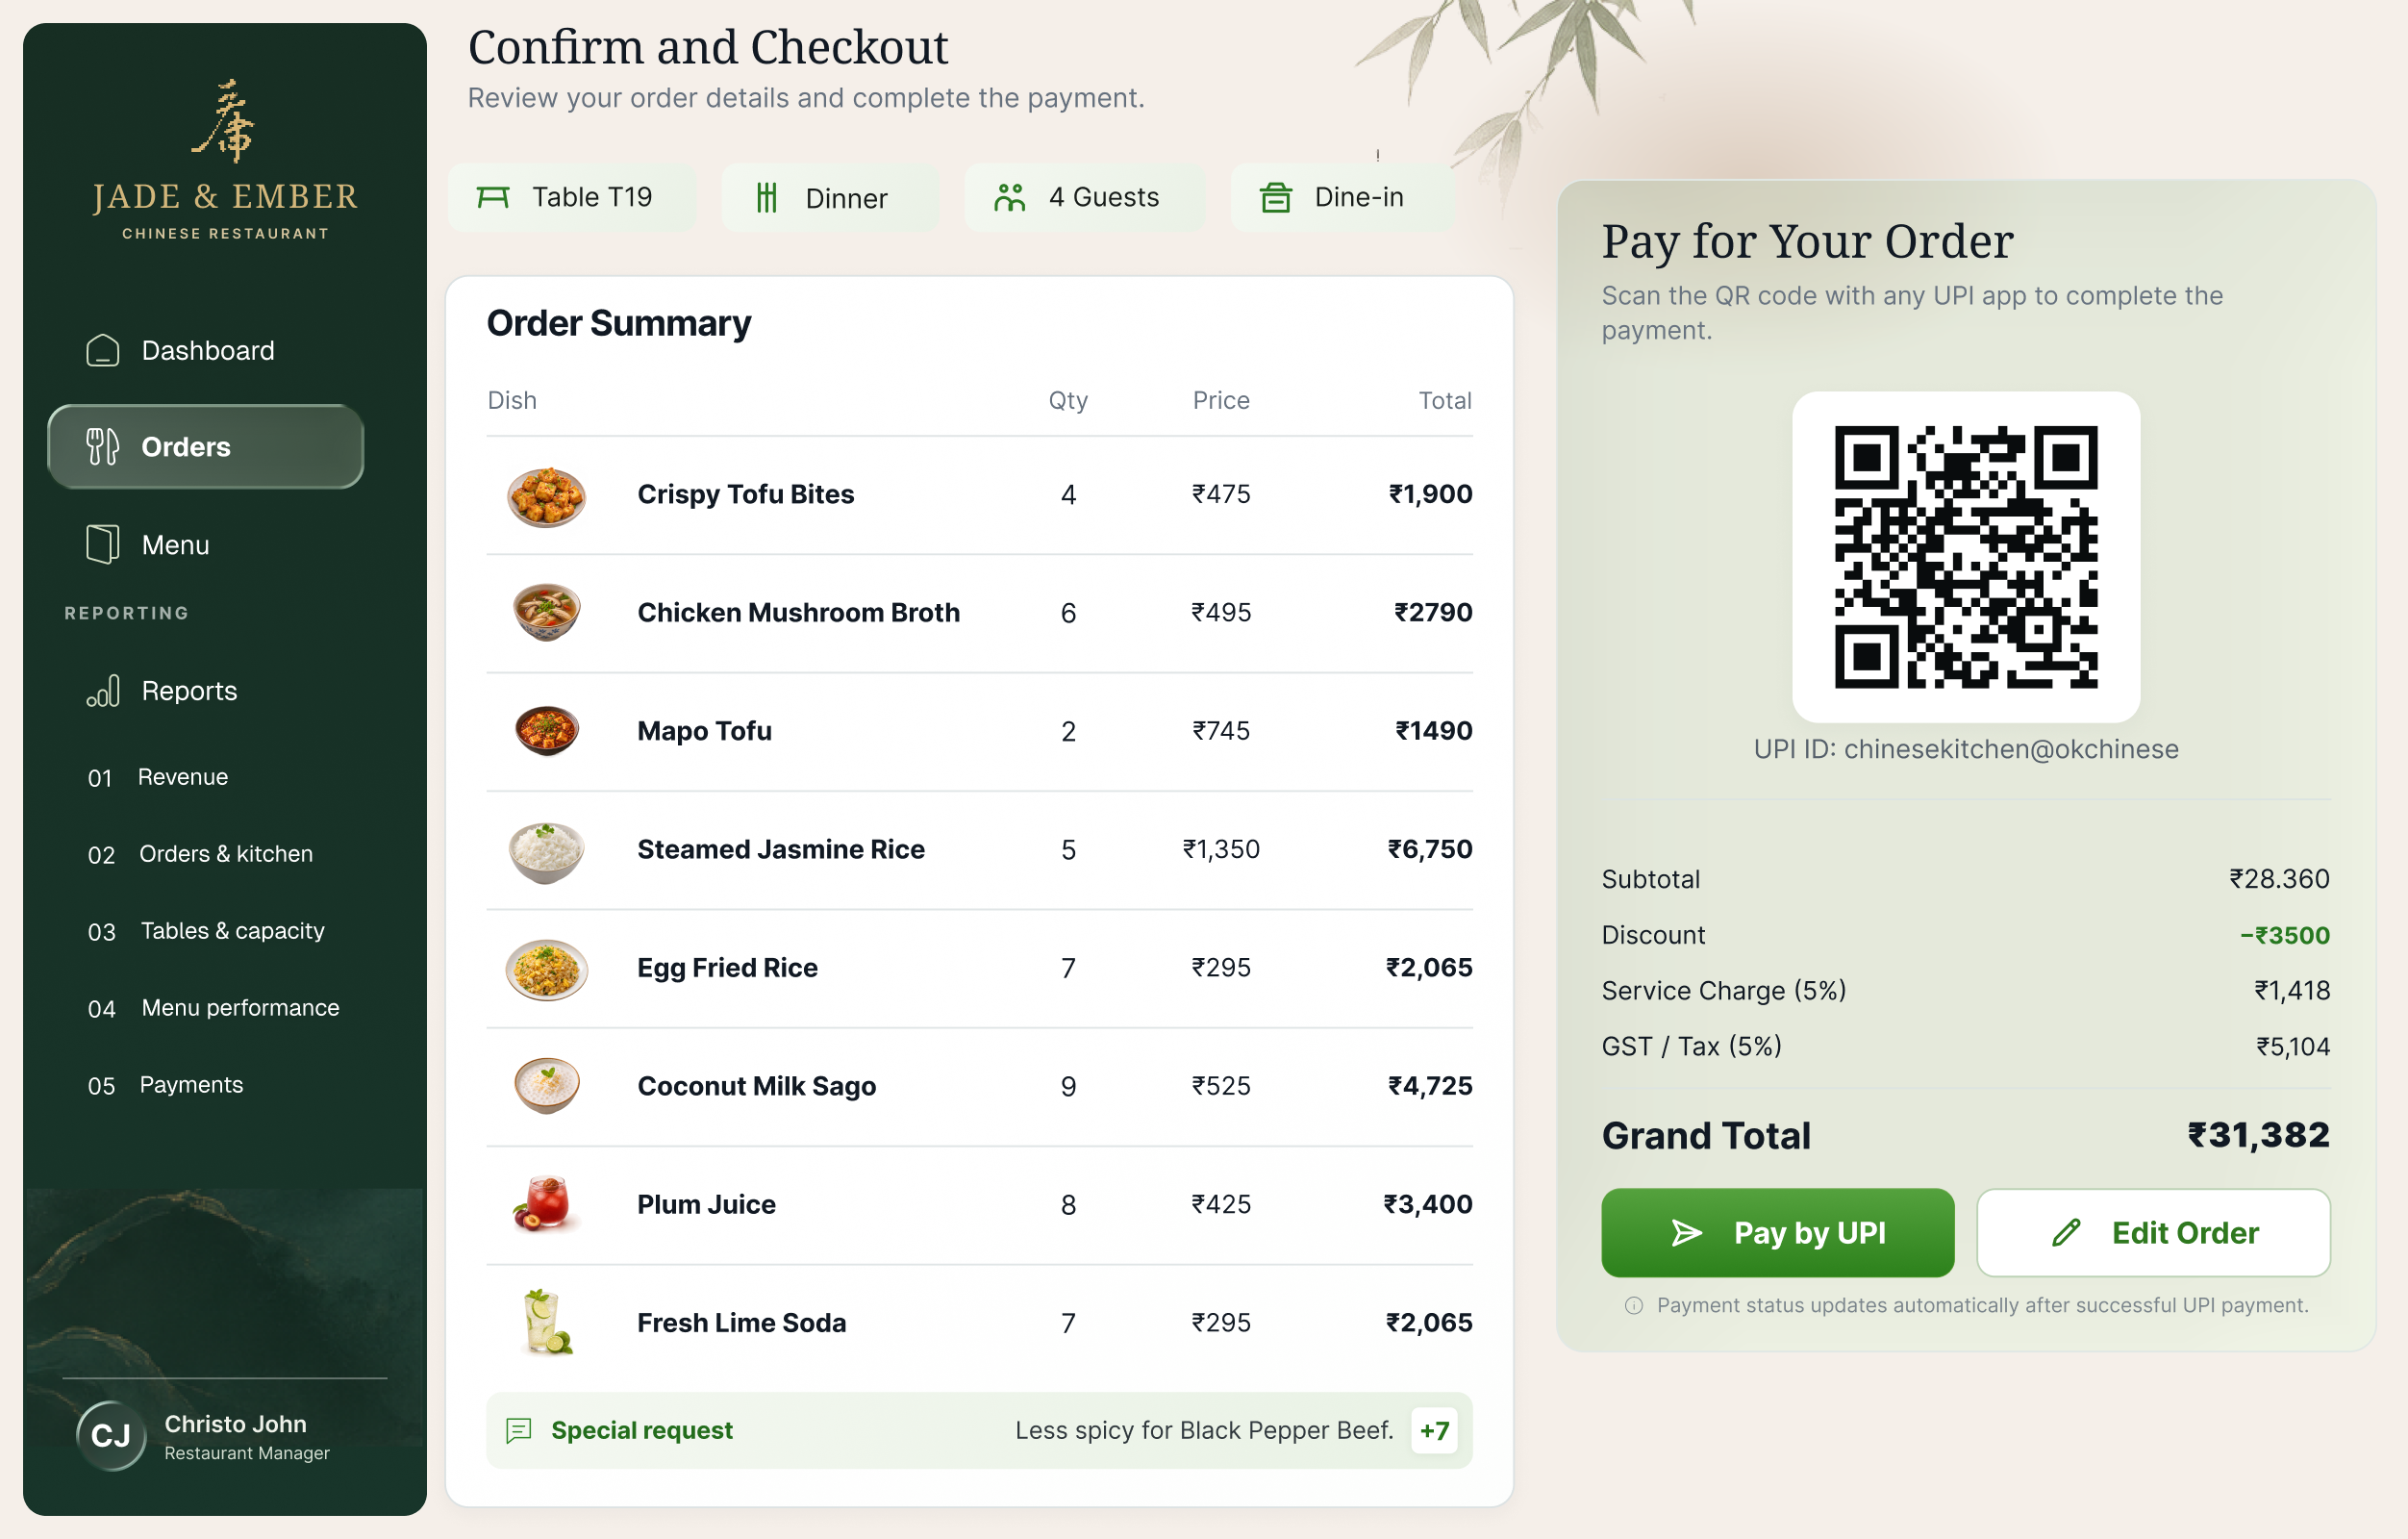 席
JADE & EMBER
CHINESE RESTAURANT
Dashboard
Orders
Menu
REPORTING
Reports
01 Revenue
02 Orders & kitchen
03 Tables & capacity
04 Menu performance
05 Payments
CJ
Christo John
Restaurant Manager
Confirm and Checkout
Review your order details and complete the payment.
!
Table T19 Dinner 4 Guests Dine-in
Order Summary
Dish Qty Price Total
Crispy Tofu Bites 4 ₹475 ₹1,900
Chicken Mushroom Broth 6 ₹495 ₹2790
Mapo Tofu 2 ₹745 ₹1490
Steamed Jasmine Rice 5 ₹1,350 ₹6,750
Egg Fried Rice 7 ₹295 ₹2,065
Coconut Milk Sago 9 ₹525 ₹4,725
Plum Juice 8 ₹425 ₹3,400
Fresh Lime Soda 7 ₹295 ₹2,065
Special request Less spicy for Black Pepper Beef. +7
Pay for Your Order
Scan the QR code with any UPI app to complete the
payment.
UPI ID: chinesekitchen@okchinese
Subtotal ₹28.360
Discount −₹3500
Service Charge (5%) ₹1,418
GST / Tax (5%) ₹5,104
Grand Total ₹31,382
Pay by UPI Edit Order
Payment status updates automatically after successful UPI payment.